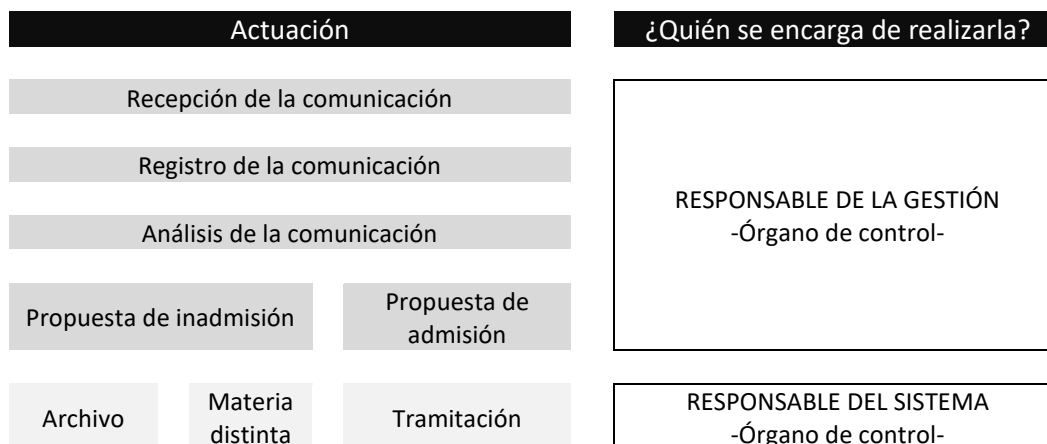 Actuación
¿Quién se encarga de realizarla?
Recepción de la comunicación
Registro de la comunicación
Análisis de la comunicación
Propuesta de inadmisión
Propuesta de
admisión
RESPONSABLE DE LA GESTIÓN
-Órgano de control-
Archivo
Materia
distinta
Tramitación
RESPONSABLE DEL SISTEMA
-Órgano de control-